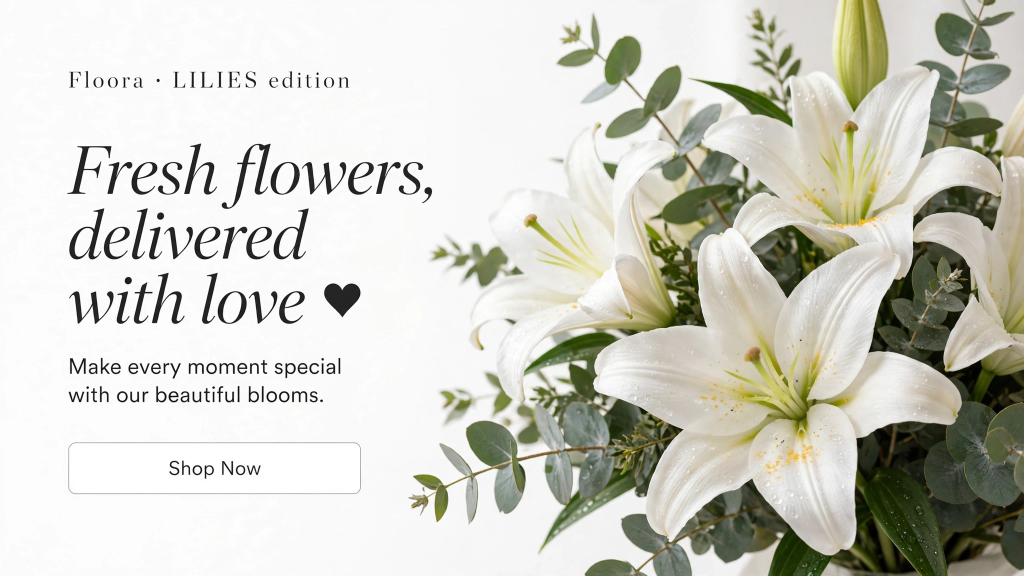 Floora · LILIES edition
Fresh flowers,
delivered
with love ♥
Make every moment special
with our beautiful blooms.
Shop Now